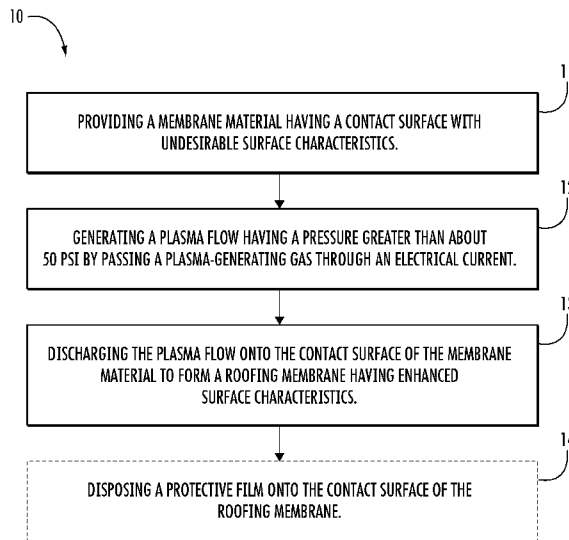 10
PROVIDING A MEMBRANE MATERIAL HAVING A CONTACT SURFACE WITH
UNDESIRABLE SURFACE CHARACTERISTICS.
GENERATING A PLASMA FLOW HAVING A PRESSURE GREATER THAN ABOUT
50 PSI BY PASSING A PLASMA-GENERATING GAS THROUGH AN ELECTRICAL CURRENT.
DISCHARGING THE PLASMA FLOW ONTO THE CONTACT SURFACE OF THE MEMBRANE
MATERIAL TO FORM A ROOFING MEMBRANE HAVING ENHANCED
SURFACE CHARACTERISTICS.
14
DISPOSING A PROTECTIVE FILM ONTO THE CONTACT SURFACE OF THE
ROOFING MEMBRANE.